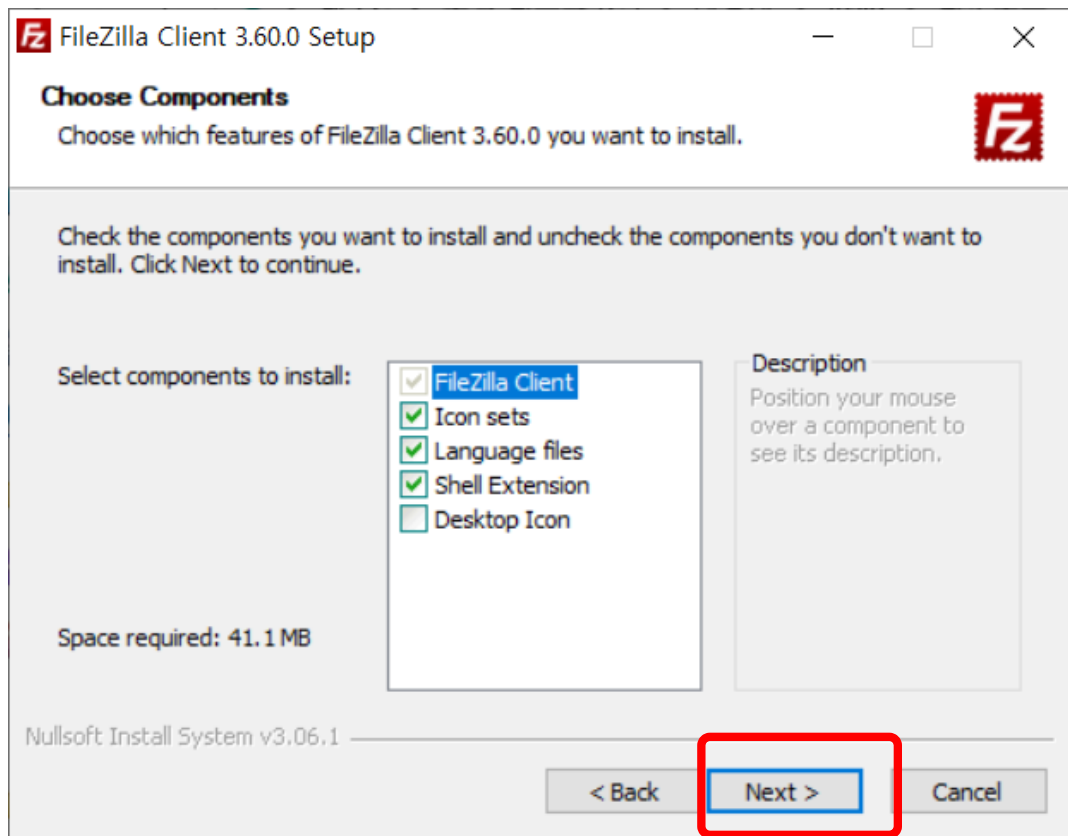 FileZilla Client 3.60.0 Setup
Choose Components
Choose which features of FileZilla Client 3.60.0 you want to install.
Fz
Check the components you want to install and uncheck the components you don't want to
install. Click Next to continue.
Select components to install:
FileZilla Client
Icon sets
Language files
Shell Extension
Desktop Icon
Description
Position your mouse
over a component to
see its description.
Space required: 41.1 MB
Nullsoft Install System v3.06.1
< Back
Next >
Cancel